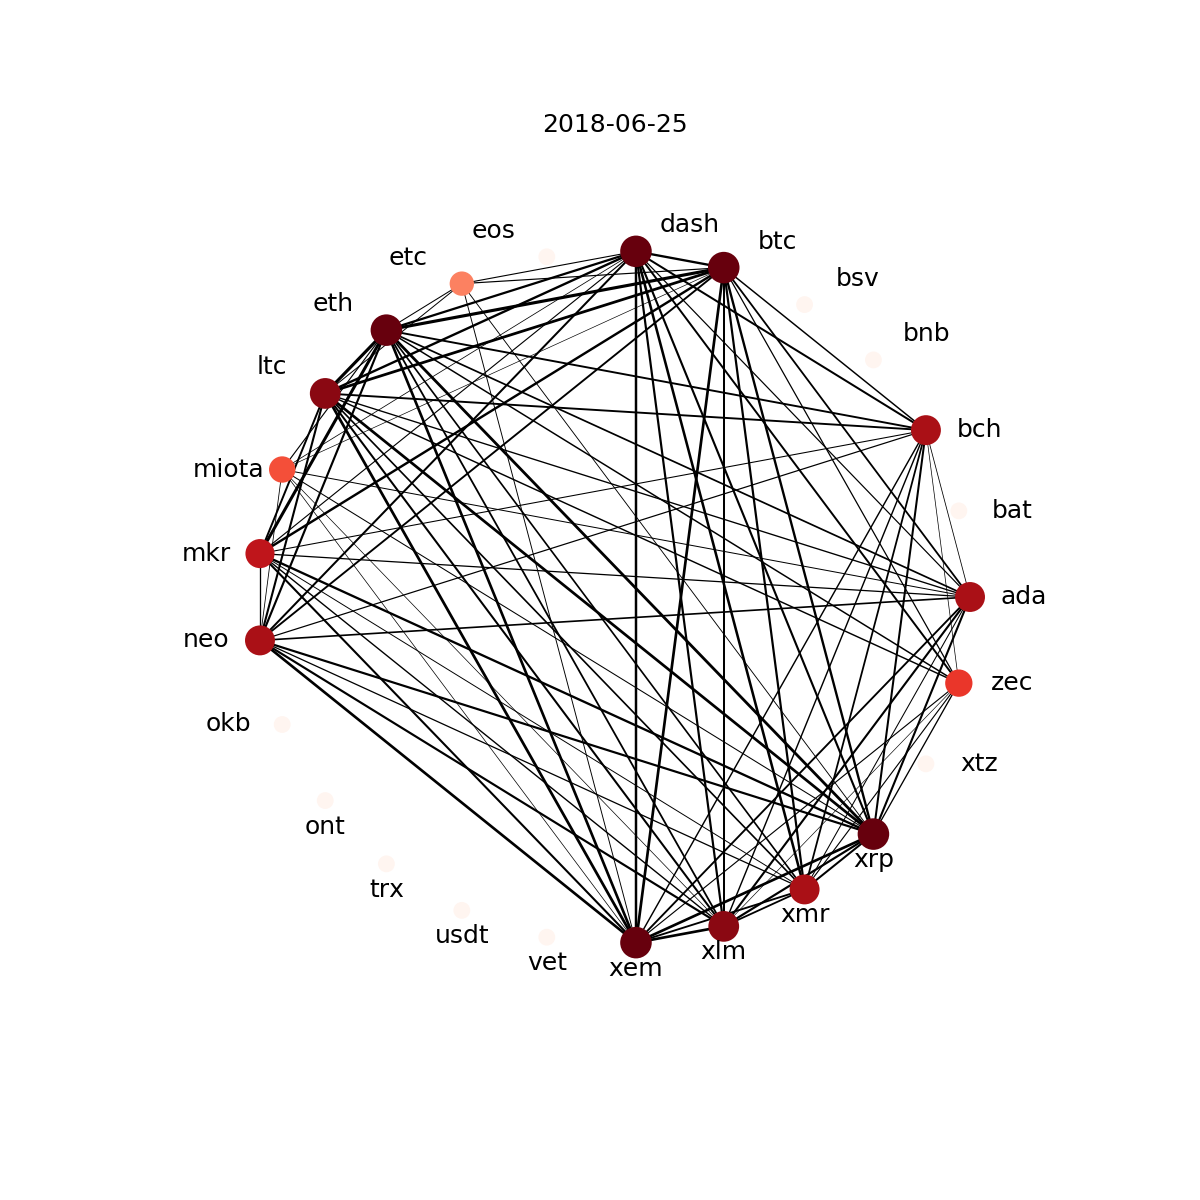 2018-06-25
dash
eos
btc
etc
bsv
eth
bnb
ltc
bch
miota
bat
mkr
ada
neo
zec
okb
xtz
ont
xrp
trx
xmr
usdt
xlm
vet
xem